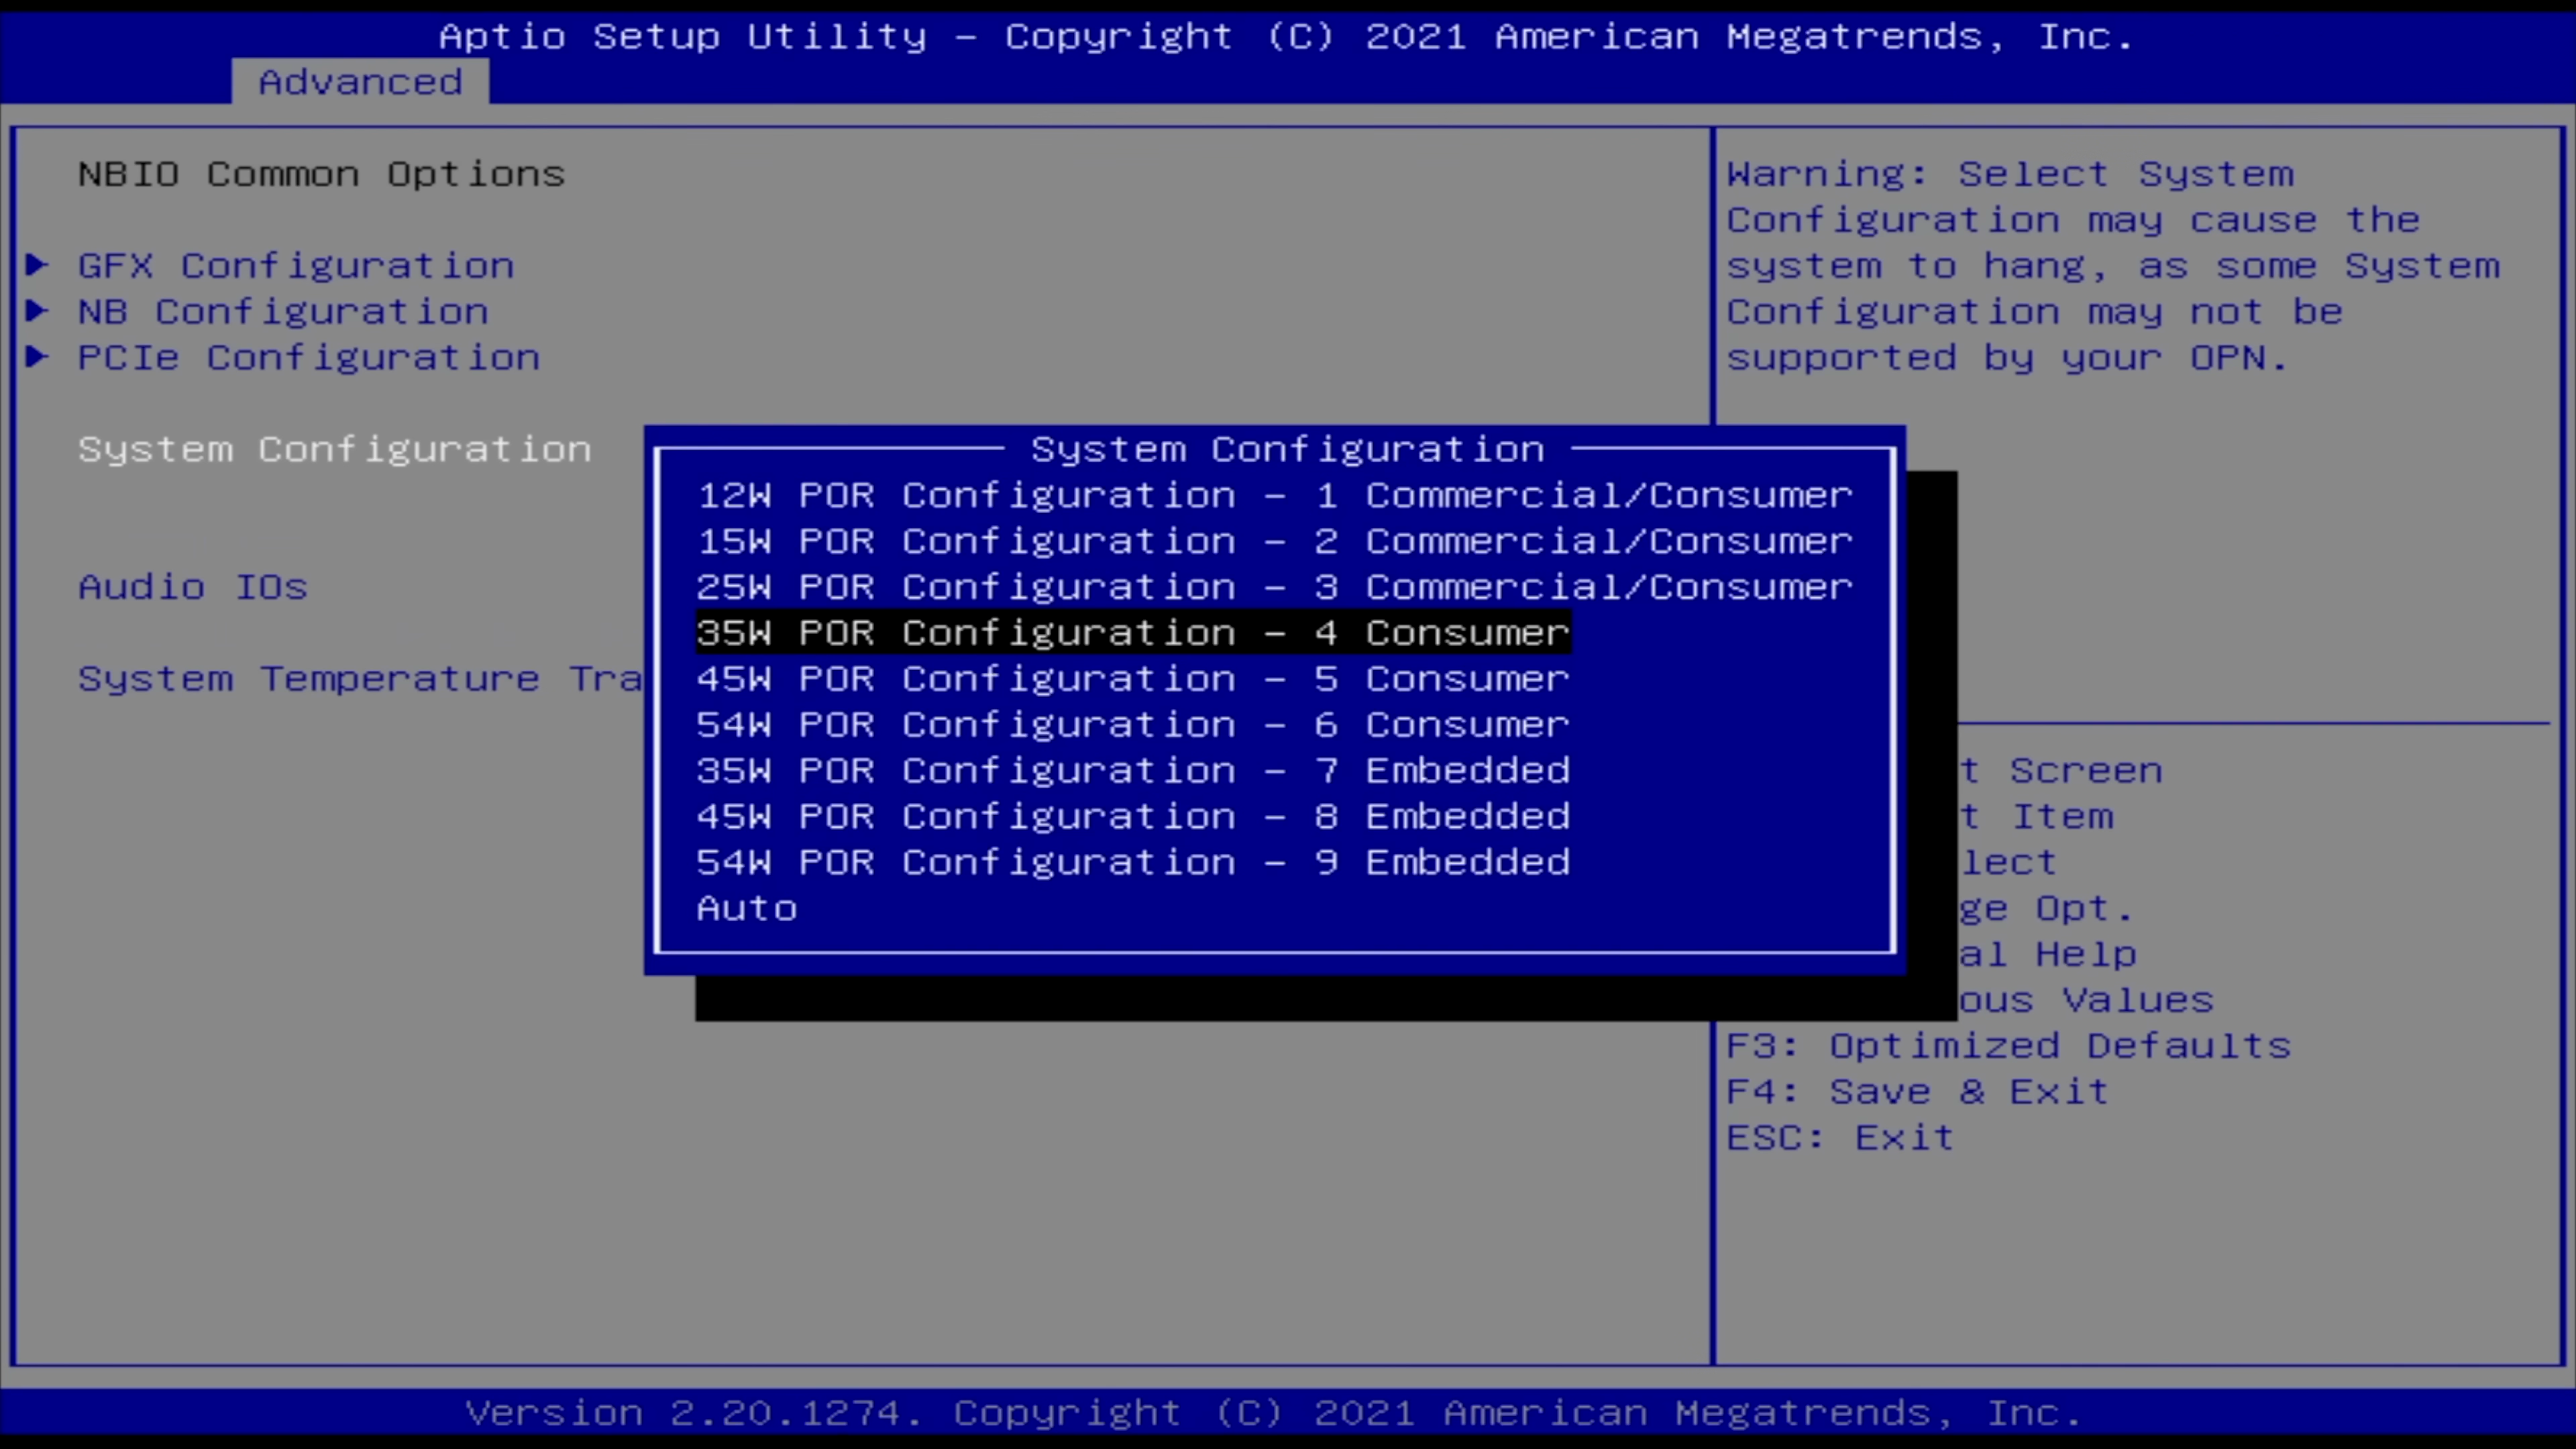 Aptio Setup Utility – Copyright (C) 2021 American Megatrends, Inc.
Advanced
NBIO Common Options
GFX Configuration
NB Configuration
PCIe Configuration
System Configuration
Audio IOs
System Temperature Tra
Warning: Select System
Configuration may cause the
system to hang, as some System
Configuration may not be
supported by your OPN.
System Configuration
12W POR Configuration – 1 Commercial/Consumer
15W POR Configuration – 2 Commercial/Consumer
25W POR Configuration – 3 Commercial/Consumer
35W POR Configuration – 4 Consumer
45W POR Configuration – 5 Consumer
54W POR Configuration – 6 Consumer
35W POR Configuration – 7 Embedded
45W POR Configuration – 8 Embedded
54W POR Configuration – 9 Embedded
Auto
t Screen
t Item
lect
ge Opt.
al Help
ous Values
F3: Optimized Defaults
F4: Save & Exit
ESC: Exit
Version 2.20.1274. Copyright (C) 2021 American Megatrends, Inc.